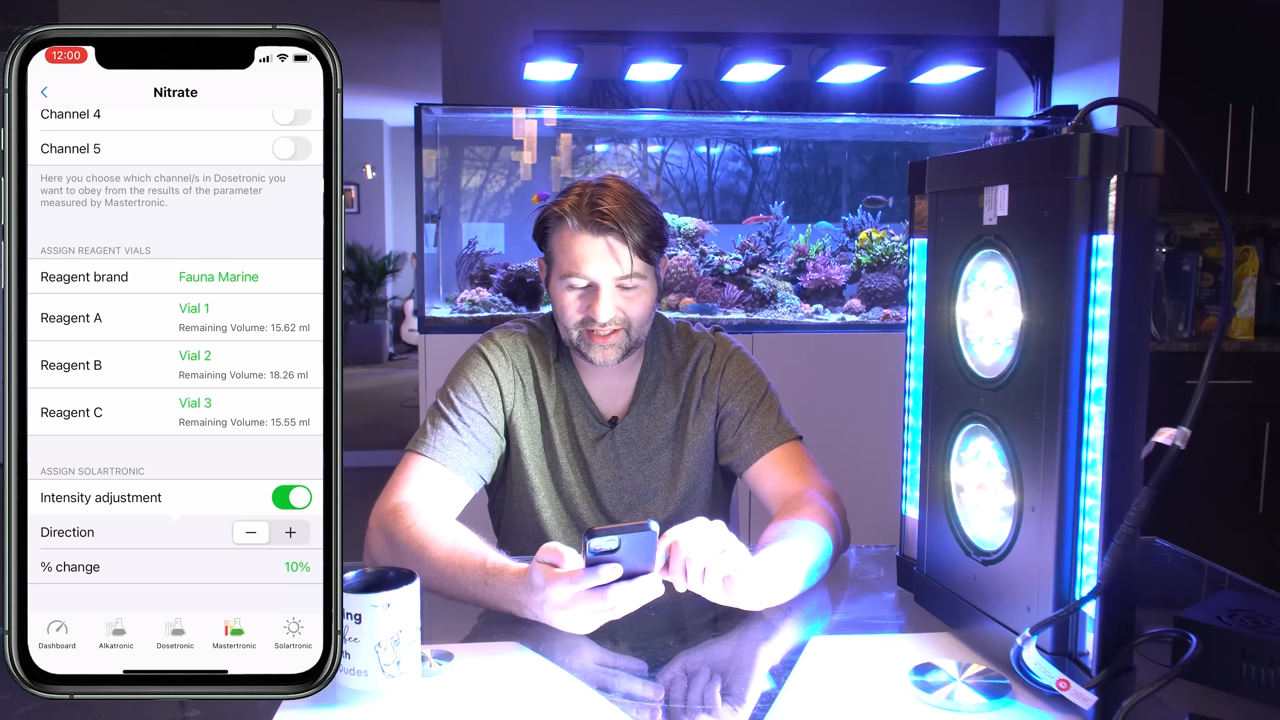 12:00
Nitrate
Channel 4
Channel 5
Here you choose which channel/s in Dosetronic you
want to obey from the results of the parameter
measured by Mastertronic.
ASSIGN REAGENT VIALS
Reagent brand Fauna Marine
Reagent A Vial 1
Remaining Volume: 15.62 ml
Reagent B Vial 2
Remaining Volume: 18.26 ml
Reagent C Vial 3
Remaining Volume: 15.55 ml
ASSIGN SOLARTRONIC
Intensity adjustment
Direction − +
% change 10%
Dashboard Alkatronic Dosetronic Mastertronic Solartronic